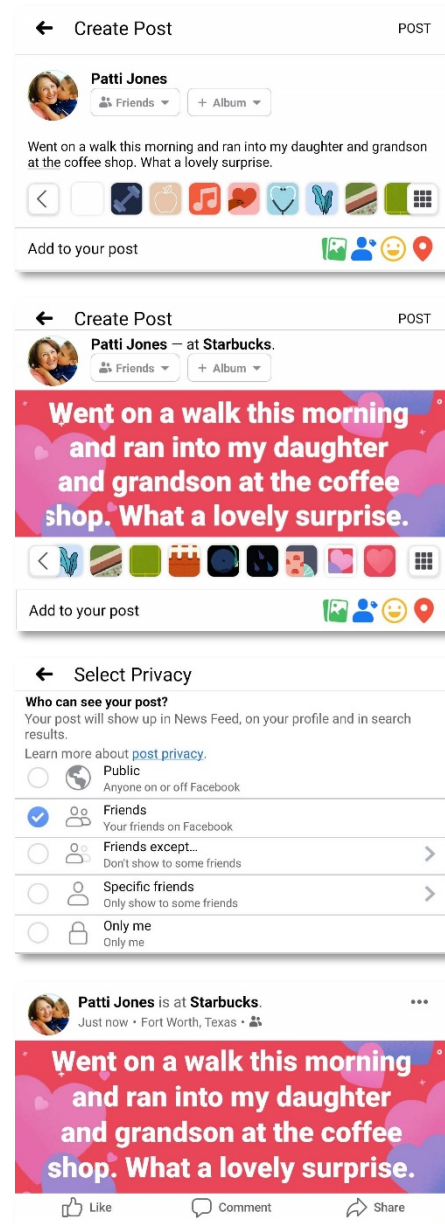 Create Post POST
Patti Jones
Friends + Album
Went on a walk this morning and ran into my daughter and grandson
at the coffee shop. What a lovely surprise.
Add to your post
Create Post POST
Patti Jones — at Starbucks.
Friends + Album
Went on a walk this morning
and ran into my daughter
and grandson at the coffee
shop. What a lovely surprise.
Add to your post
Select Privacy
Who can see your post?
Your post will show up in News Feed, on your profile and in search
results.
Learn more about post privacy.
Public
Anyone on or off Facebook
Friends
Your friends on Facebook
Friends except...
Don't show to some friends
Specific friends
Only show to some friends
Only me
Only me
Patti Jones is at Starbucks.
Just now • Fort Worth, Texas •
Went on a walk this morning
and ran into my daughter
and grandson at the coffee
shop. What a lovely surprise.
Like Comment Share